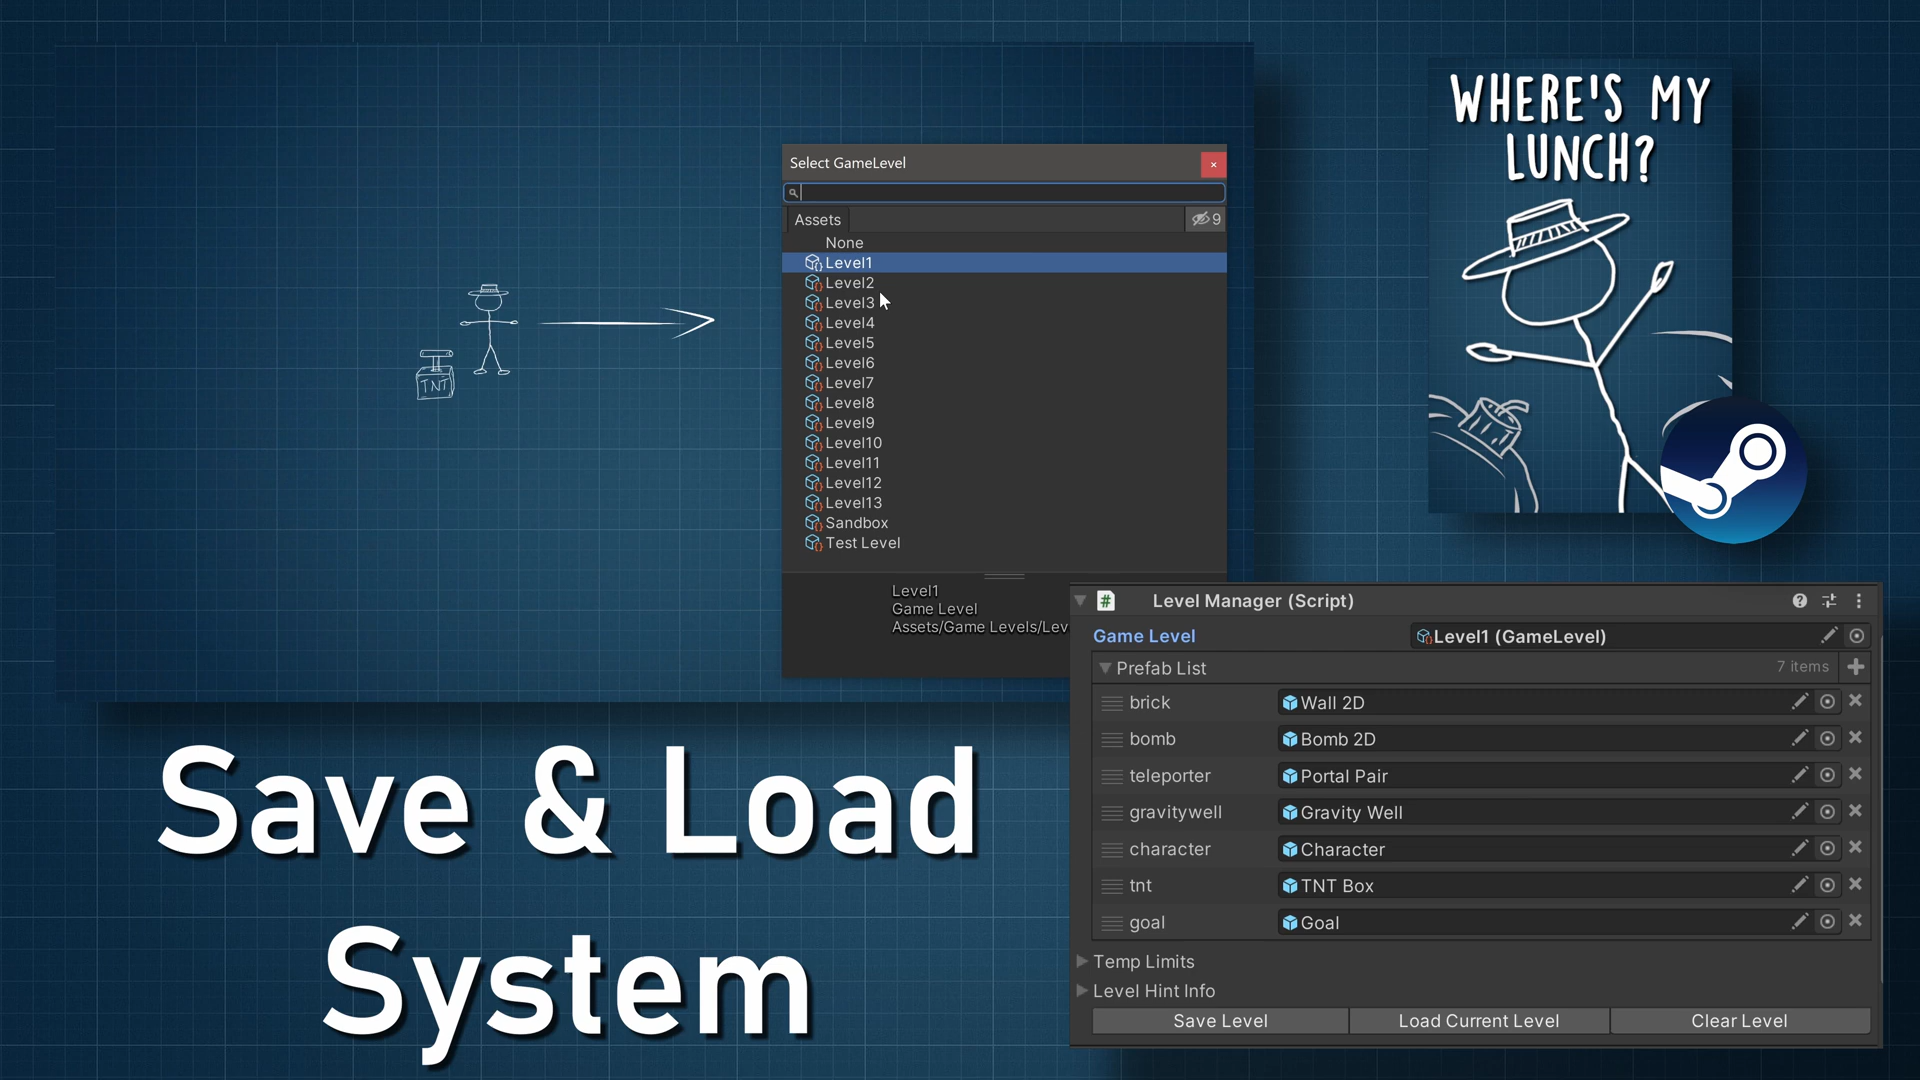 WHERE'S MY
LUNCH?
TNT
Select GameLevel
Assets
9
None
Level1
Level2
Level3
Level4
Level5
Level6
Level7
Level8
Level9
Level10
Level11
Level12
Level13
Sandbox
Test Level
Level1
Game Level
Assets/Game Levels/Lev
Level Manager (Script)
Game Level
Level1 (GameLevel)
Prefab List
7 items
brick
Wall 2D
bomb
Bomb 2D
teleporter
Portal Pair
gravitywell
Gravity Well
character
Character
tnt
TNT Box
goal
Goal
Temp Limits
Level Hint Info
Save Level
Load Current Level
Clear Level
Save & Load
System